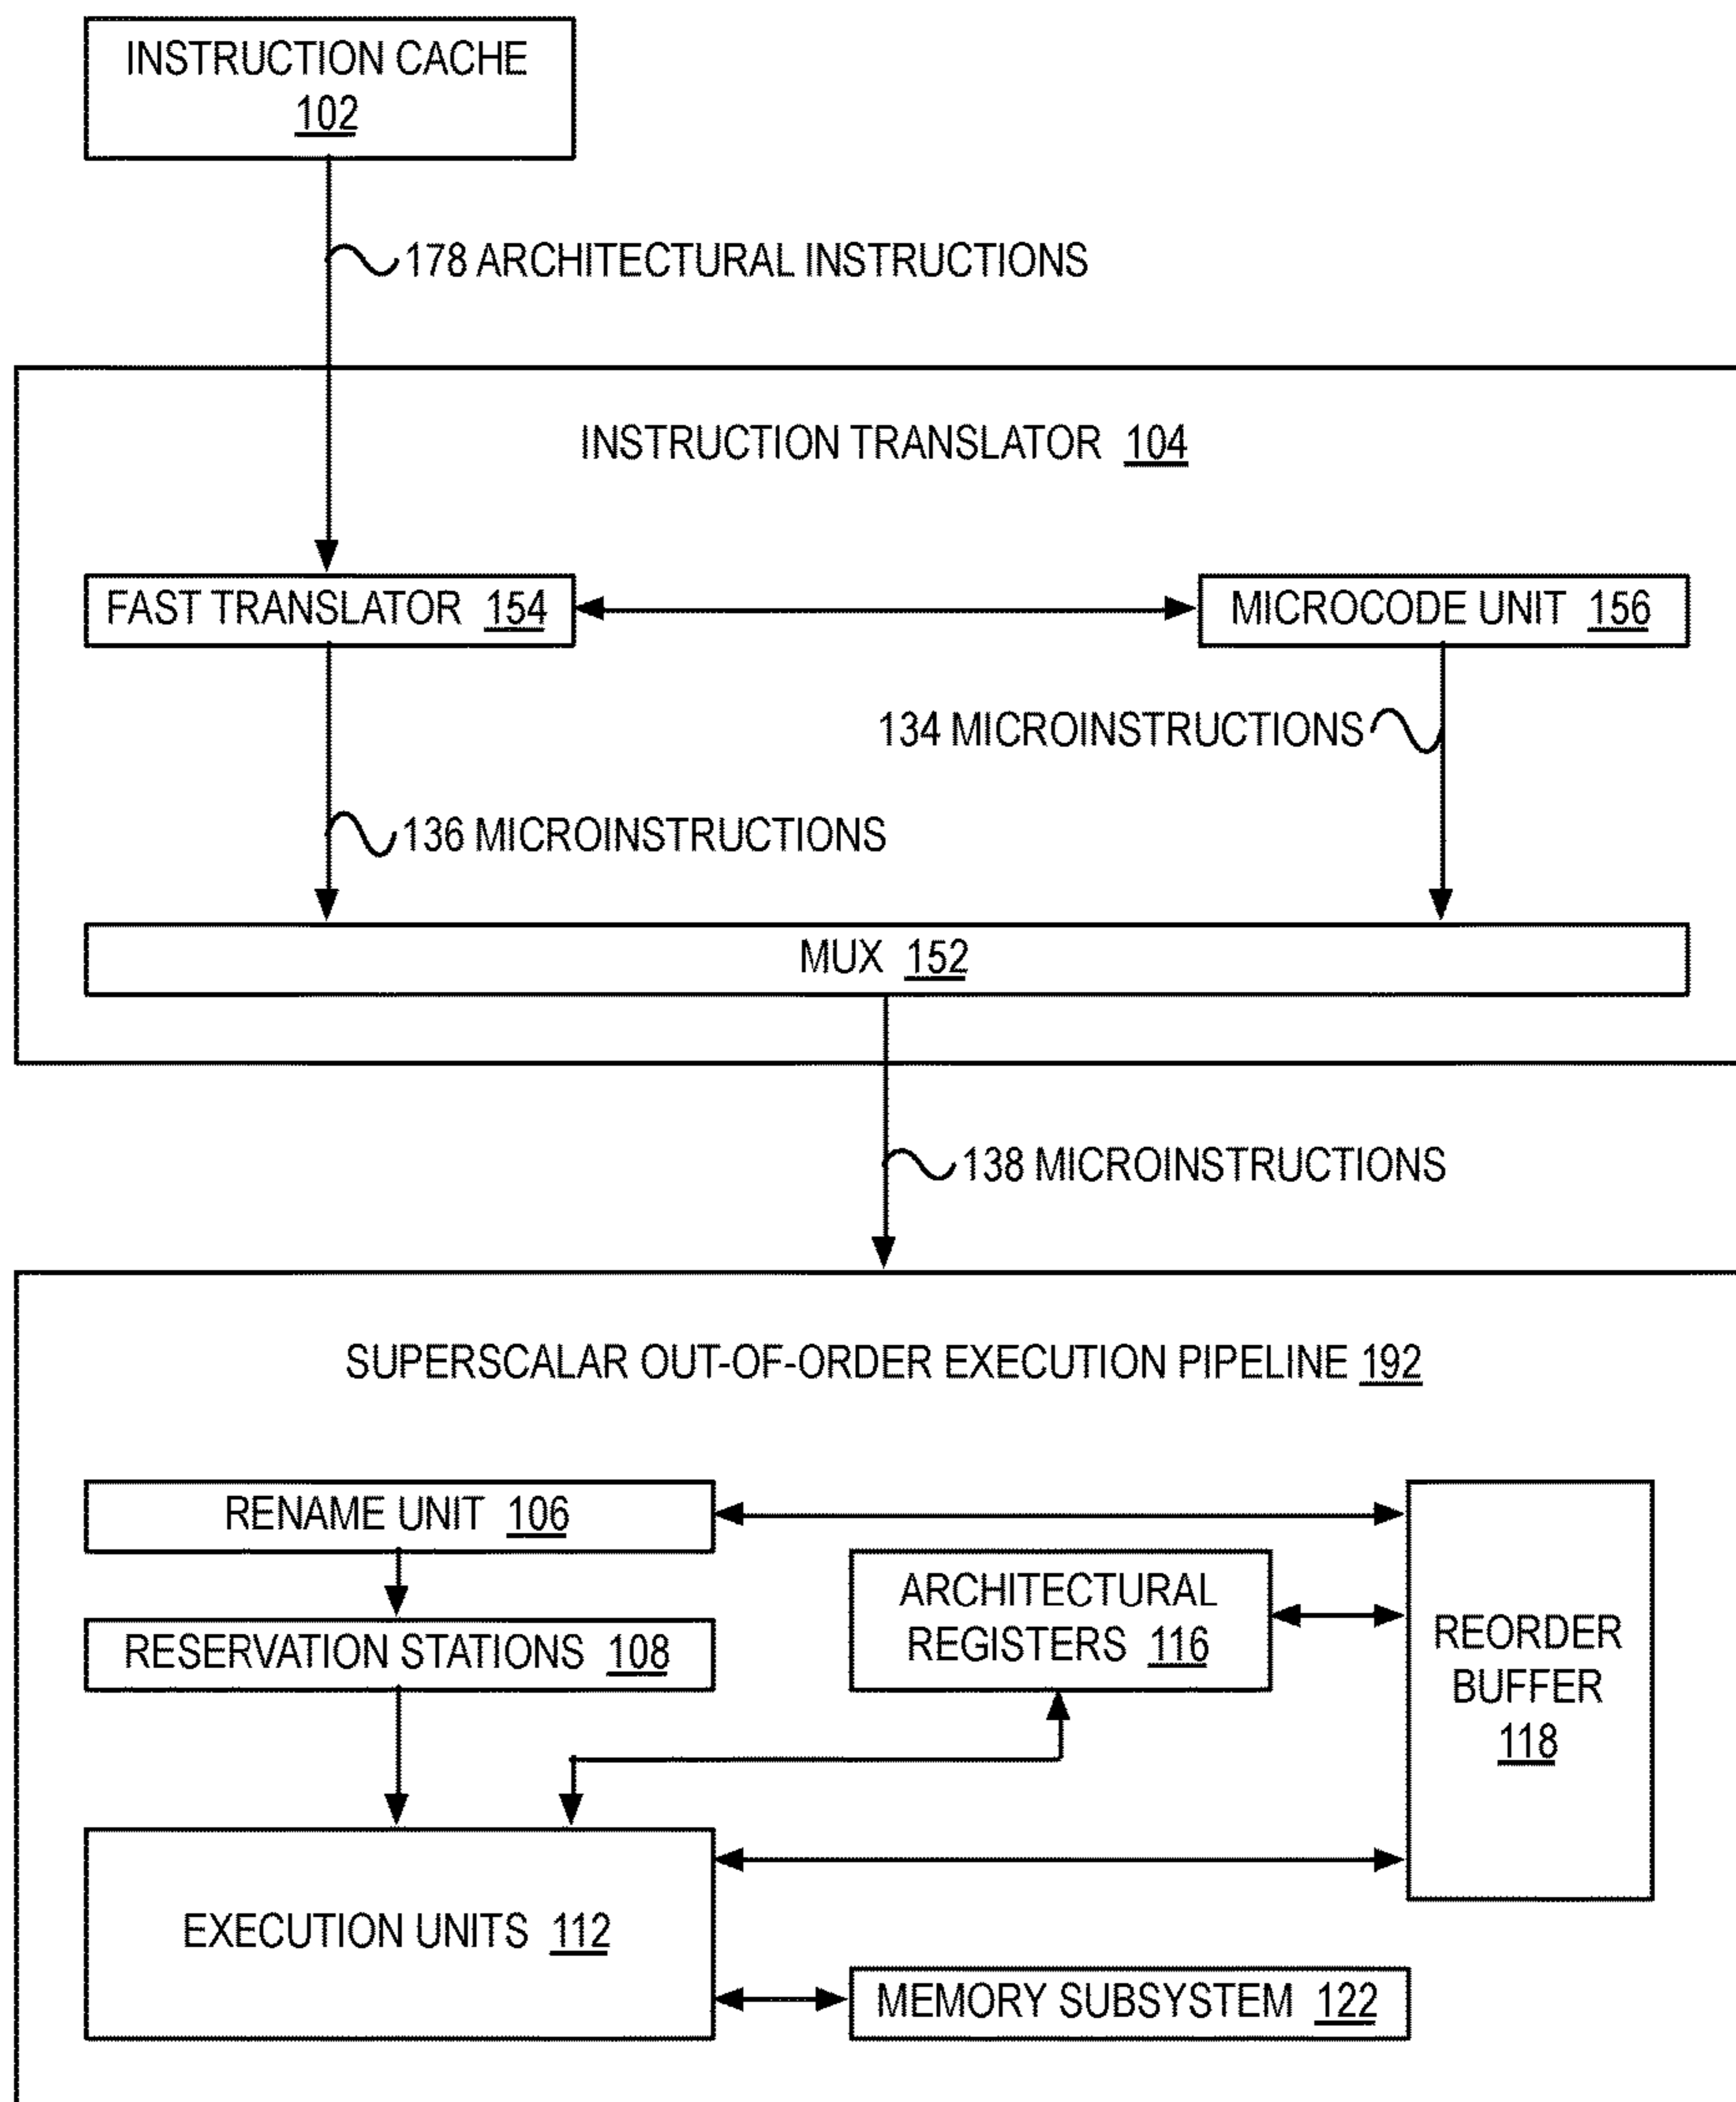 INSTRUCTION CACHE
102
178 ARCHITECTURAL INSTRUCTIONS
INSTRUCTION TRANSLATOR 104
FAST TRANSLATOR 154
MICROCODE UNIT 156
134 MICROINSTRUCTIONS
136 MICROINSTRUCTIONS
MUX 152
138 MICROINSTRUCTIONS
SUPERSCALAR OUT-OF-ORDER EXECUTION PIPELINE 192
RENAME UNIT 106
RESERVATION STATIONS 108
ARCHITECTURAL
REGISTERS 116
REORDER
BUFFER
118
EXECUTION UNITS 112
MEMORY SUBSYSTEM 122